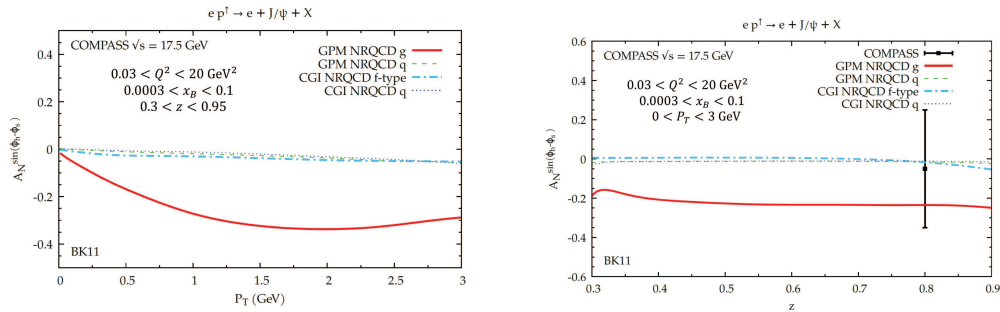 e p↑ → e + J/ψ + X
COMPASS √s = 17.5 GeV
GPM NRQCD g
GPM NRQCD q
CGI NRQCD f-type
CGI NRQCD q
0.03 < Q² < 20 GeV²
0.0003 < x_B < 0.1
0.3 < z < 0.95
A_N^sin(ϕ_h-ϕ_s)
0.4
0.2
0
-0.2
-0.4
BK11
0 0.5 1 1.5 2 2.5 3
P_T (GeV)
e p↑ → e + J/ψ + X
COMPASS √s = 17.5 GeV
COMPASS
GPM NRQCD g
GPM NRQCD q
CGI NRQCD f-type
CGI NRQCD q
0.03 < Q² < 20 GeV²
0.0003 < x_B < 0.1
0 < P_T < 3 GeV
A_N^sin(ϕ_h-ϕ_s)
0.6
0.4
0.2
0
-0.2
-0.4
-0.6
BK11
0.3 0.4 0.5 0.6 0.7 0.8 0.9
z